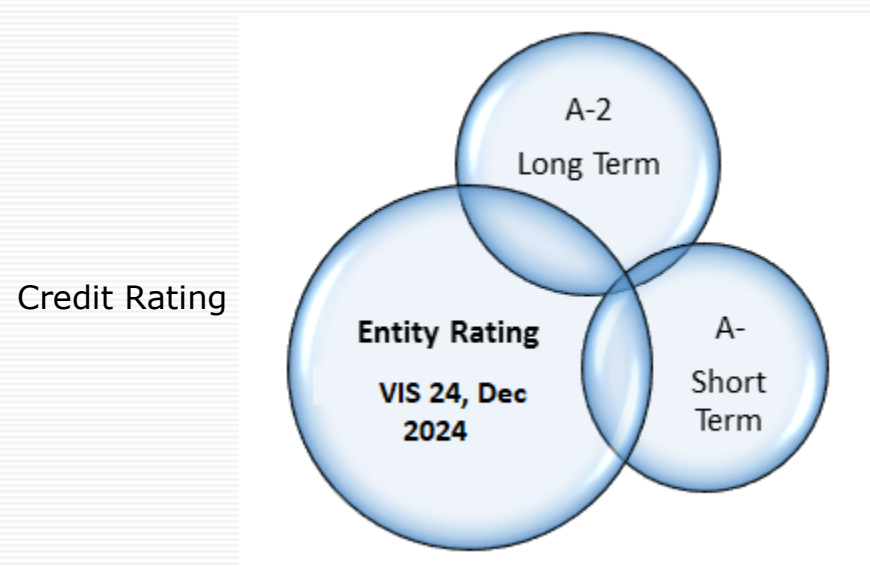 A-2
Long Term
Credit Rating
Entity Rating
VIS 24, Dec
2024
A-
Short
Term